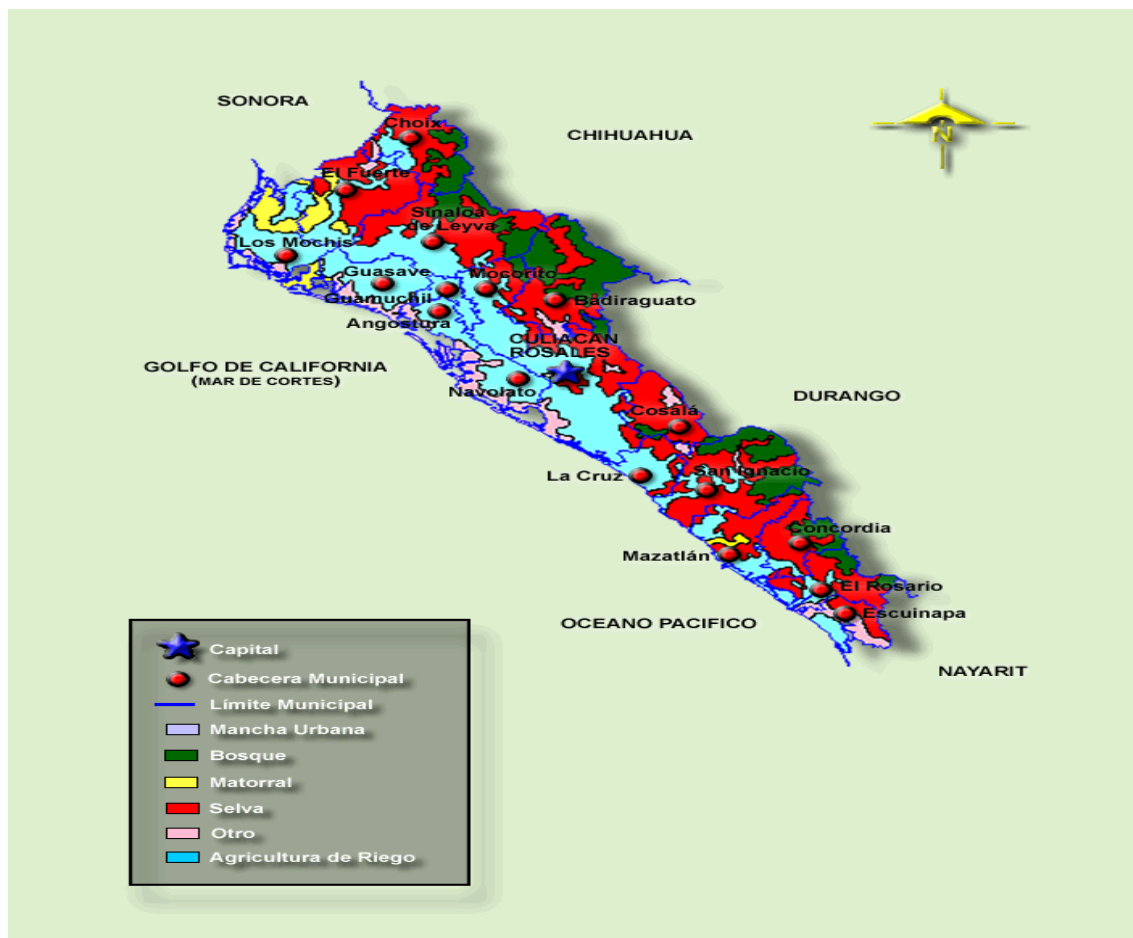 SONORA
CHIHUAHUA
N
Choix
El Fuerte
Sinaloa
de Leyva
Los Mochis
Guasave
Mocorito
Guamuchil
Badiraguato
Angostura
CULIACAN
ROSALES
GOLFO DE CALIFORNIA
(MAR DE CORTES)
Navolato
DURANGO
Cosalá
La Cruz
San Ignacio
Concordia
Mazatlán
El Rosario
Escuinapa
OCEANO PACIFICO
NAYARIT
Capital
Cabecera Municipal
Límite Municipal
Mancha Urbana
Bosque
Matorral
Selva
Otro
Agricultura de Riego